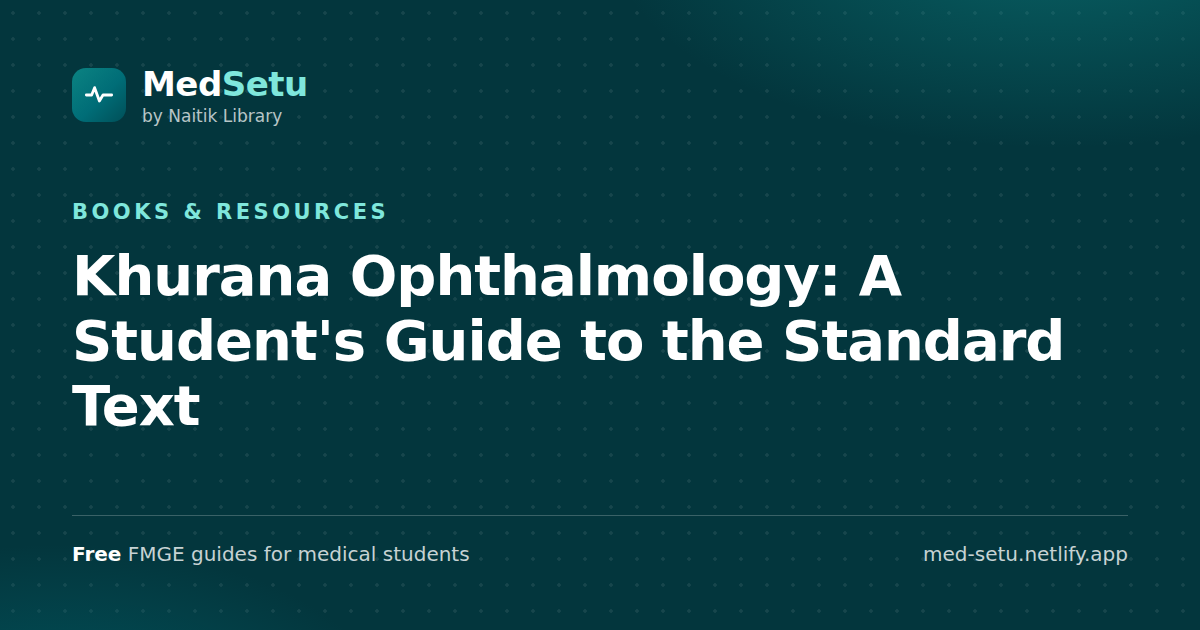 MedSetu
by Naitik Library
BOOKS & RESOURCES
Khurana Ophthalmology: A
Student's Guide to the Standard
Text
Free FMGE guides for medical students
med-setu.netlify.app